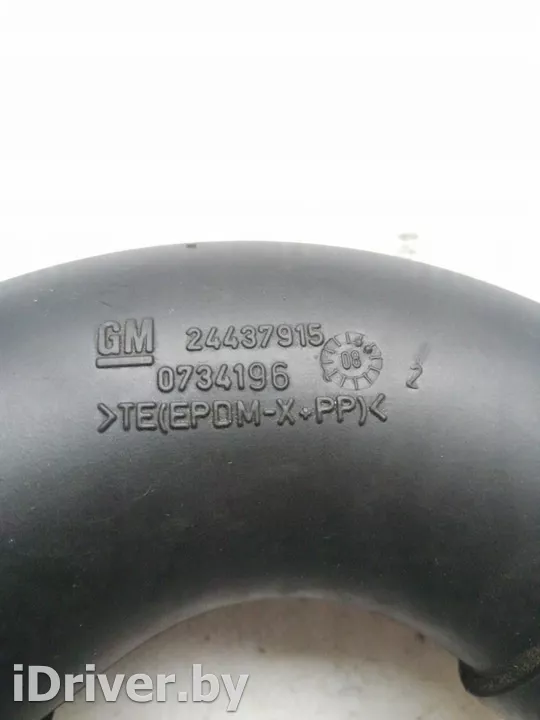 GM 24437915
0734196 08 2
>TE(EPDM-X+PP)<
iDriver.by